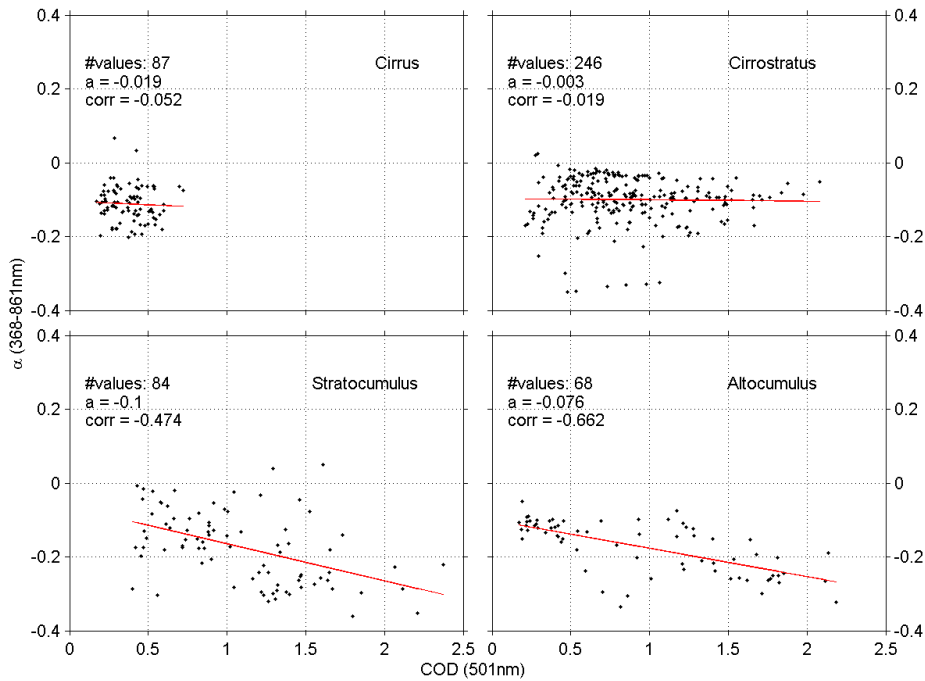 0.4
0.4
#values: 87
Cirrus
a = -0.019
corr = -0.052
#values: 246
Cirrostratus
a = -0.003
corr = -0.019
0.2
0.2
0
0
-0.2
-0.2
-0.4
-0.4
α (368-861nm)
0.4
0.4
#values: 84
Stratocumulus
a = -0.1
corr = -0.474
#values: 68
Altocumulus
a = -0.076
corr = -0.662
0.2
0.2
0
0
-0.2
-0.2
-0.4
-0.4
0 0.5 1 1.5 2 2.5
0 0.5 1 1.5 2 2.5
COD (501nm)